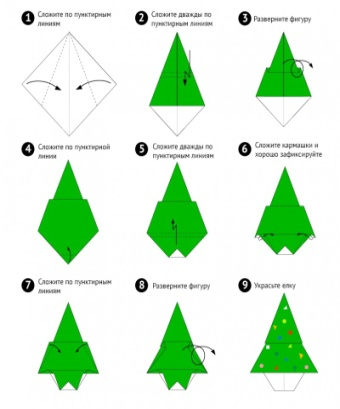 1 Сложите по пунктирным
линиям
2 Сложите дважды по
пунктирным линиям
3 Разверните фигуру
4 Сложите по пунктирной
линии
5 Сложите дважды по
пунктирным линиям
6 Сложите кармашки и
хорошо зафиксируйте
7 Сложите по пунктирным
линиям
8 Разверните фигуру
9 Украсьте елку